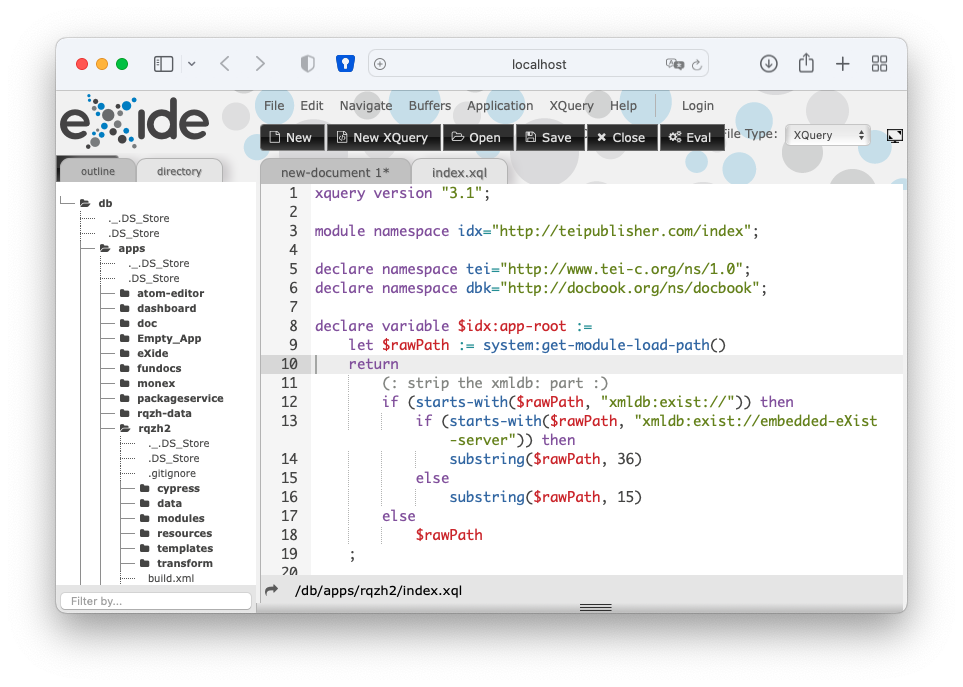 localhost
eXide
File Edit Navigate Buffers Application XQuery Help Login
New New XQuery Open Save Close Eval ile Type: XQuery
outline directory
new-document 1* index.xql
db
._.DS_Store
.DS_Store
apps
._.DS_Store
.DS_Store
atom-editor
dashboard
doc
Empty_App
eXide
fundocs
monex
packageservice
rqzh-data
rqzh2
._.DS_Store
.DS_Store
.gitignore
cypress
data
modules
resources
templates
transform
build.xml
Filter by...
1 xquery version "3.1";
2
3 module namespace idx="http://teipublisher.com/index";
4
5 declare namespace tei="http://www.tei-c.org/ns/1.0";
6 declare namespace dbk="http://docbook.org/ns/docbook";
7
8 declare variable $idx:app-root :=
9 let $rawPath := system:get-module-load-path()
10 return
11 (: strip the xmldb: part :)
12 if (starts-with($rawPath, "xmldb:exist://")) then
13 if (starts-with($rawPath, "xmldb:exist://embedded-eXist
-server")) then
14 substring($rawPath, 36)
15 else
16 substring($rawPath, 15)
17 else
18 $rawPath
19 ;
20
/db/apps/rqzh2/index.xql